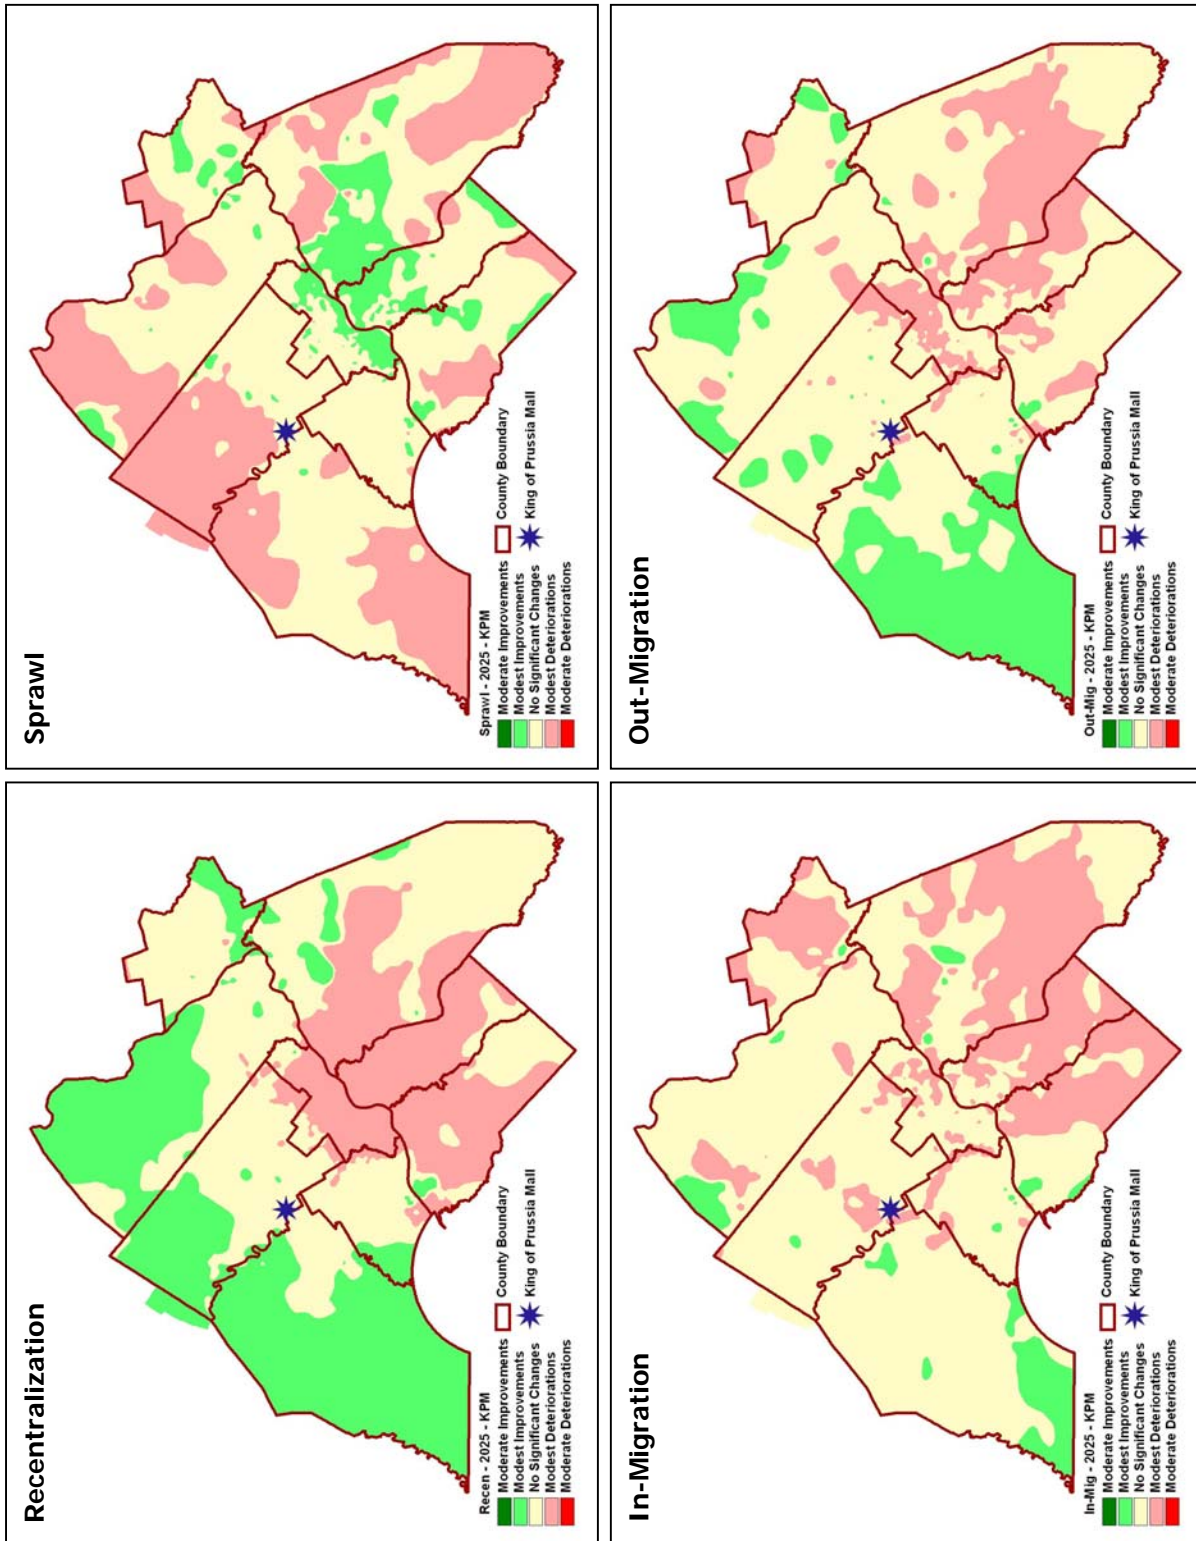 Recentralization
Recen - 2025 - KPM
Moderate Improvements
County Boundary
Modest Improvements
No Significant Changes
King of Prussia Mall
Modest Deteriorations
Moderate Deteriorations
Sprawl
Sprawl - 2025 - KPM
Moderate Improvements
County Boundary
Modest Improvements
No Significant Changes
King of Prussia Mall
Modest Deteriorations
Moderate Deteriorations
In-Migration
In-Mig - 2025 - KPM
Moderate Improvements
County Boundary
Modest Improvements
No Significant Changes
King of Prussia Mall
Modest Deteriorations
Moderate Deteriorations
Out-Migration
Out-Mig - 2025 - KPM
Moderate Improvements
County Boundary
Modest Improvements
No Significant Changes
King of Prussia Mall
Modest Deteriorations
Moderate Deteriorations